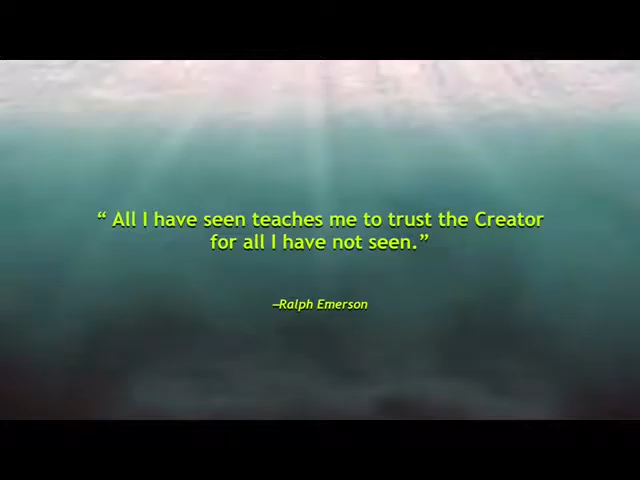 “ All I have seen teaches me to trust the Creator
for all I have not seen.”
—Ralph Emerson